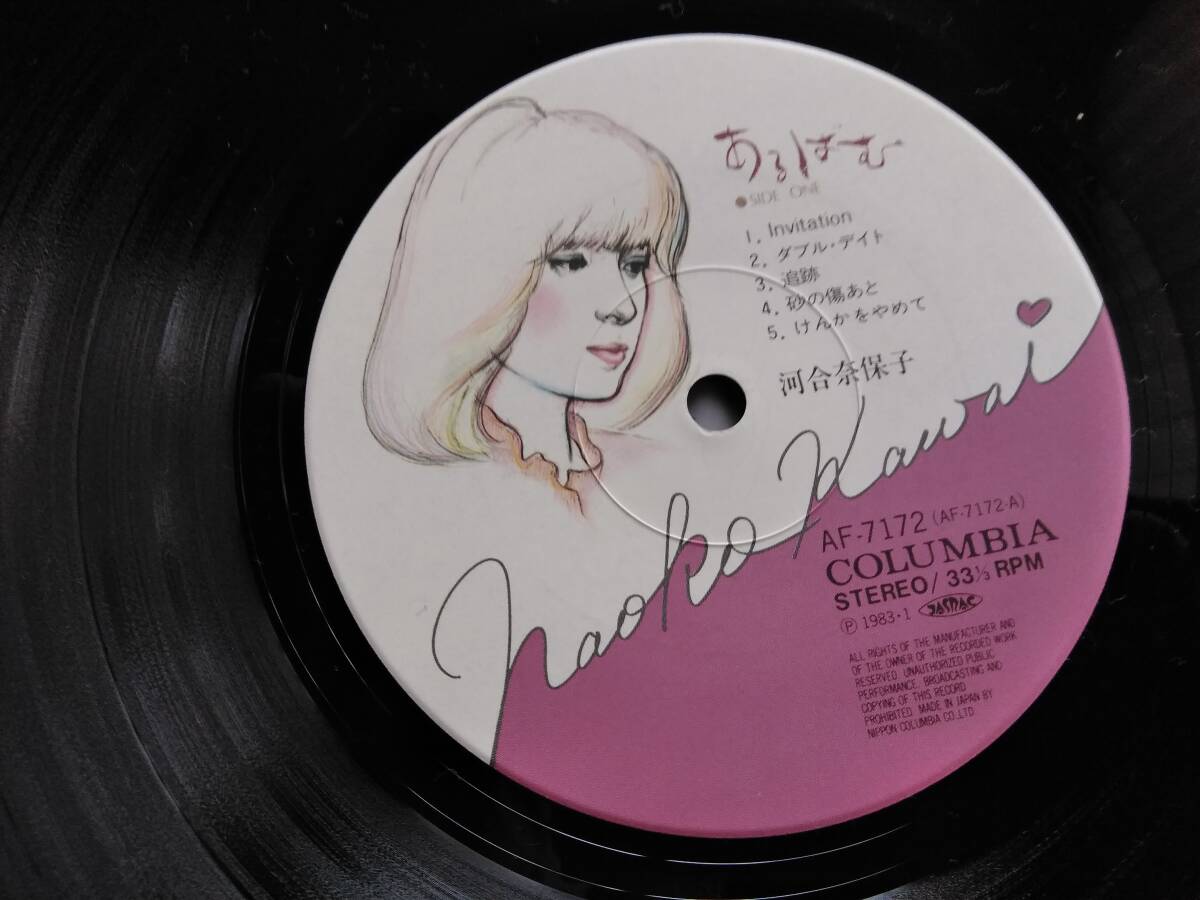 あるばむ
●SIDE ONE
1. Invitation
2. ダブル・デイト
3. 追跡
4. 砂の傷あと
5. けんかをやめて
河合奈保子
Naoko Kawai
AF-7172 (AF-7172-A)
COLUMBIA
STEREO/33⅓ RPM
Ⓟ 1983・1 JASRAC
ALL RIGHTS OF THE MANUFACTURER AND
OF THE OWNER OF THE RECORDED WORK
RESERVED. UNAUTHORIZED PUBLIC
PERFORMANCE, BROADCASTING AND
COPYING OF THIS RECORD
PROHIBITED. MADE IN JAPAN BY
NIPPON COLUMBIA CO.,LTD.